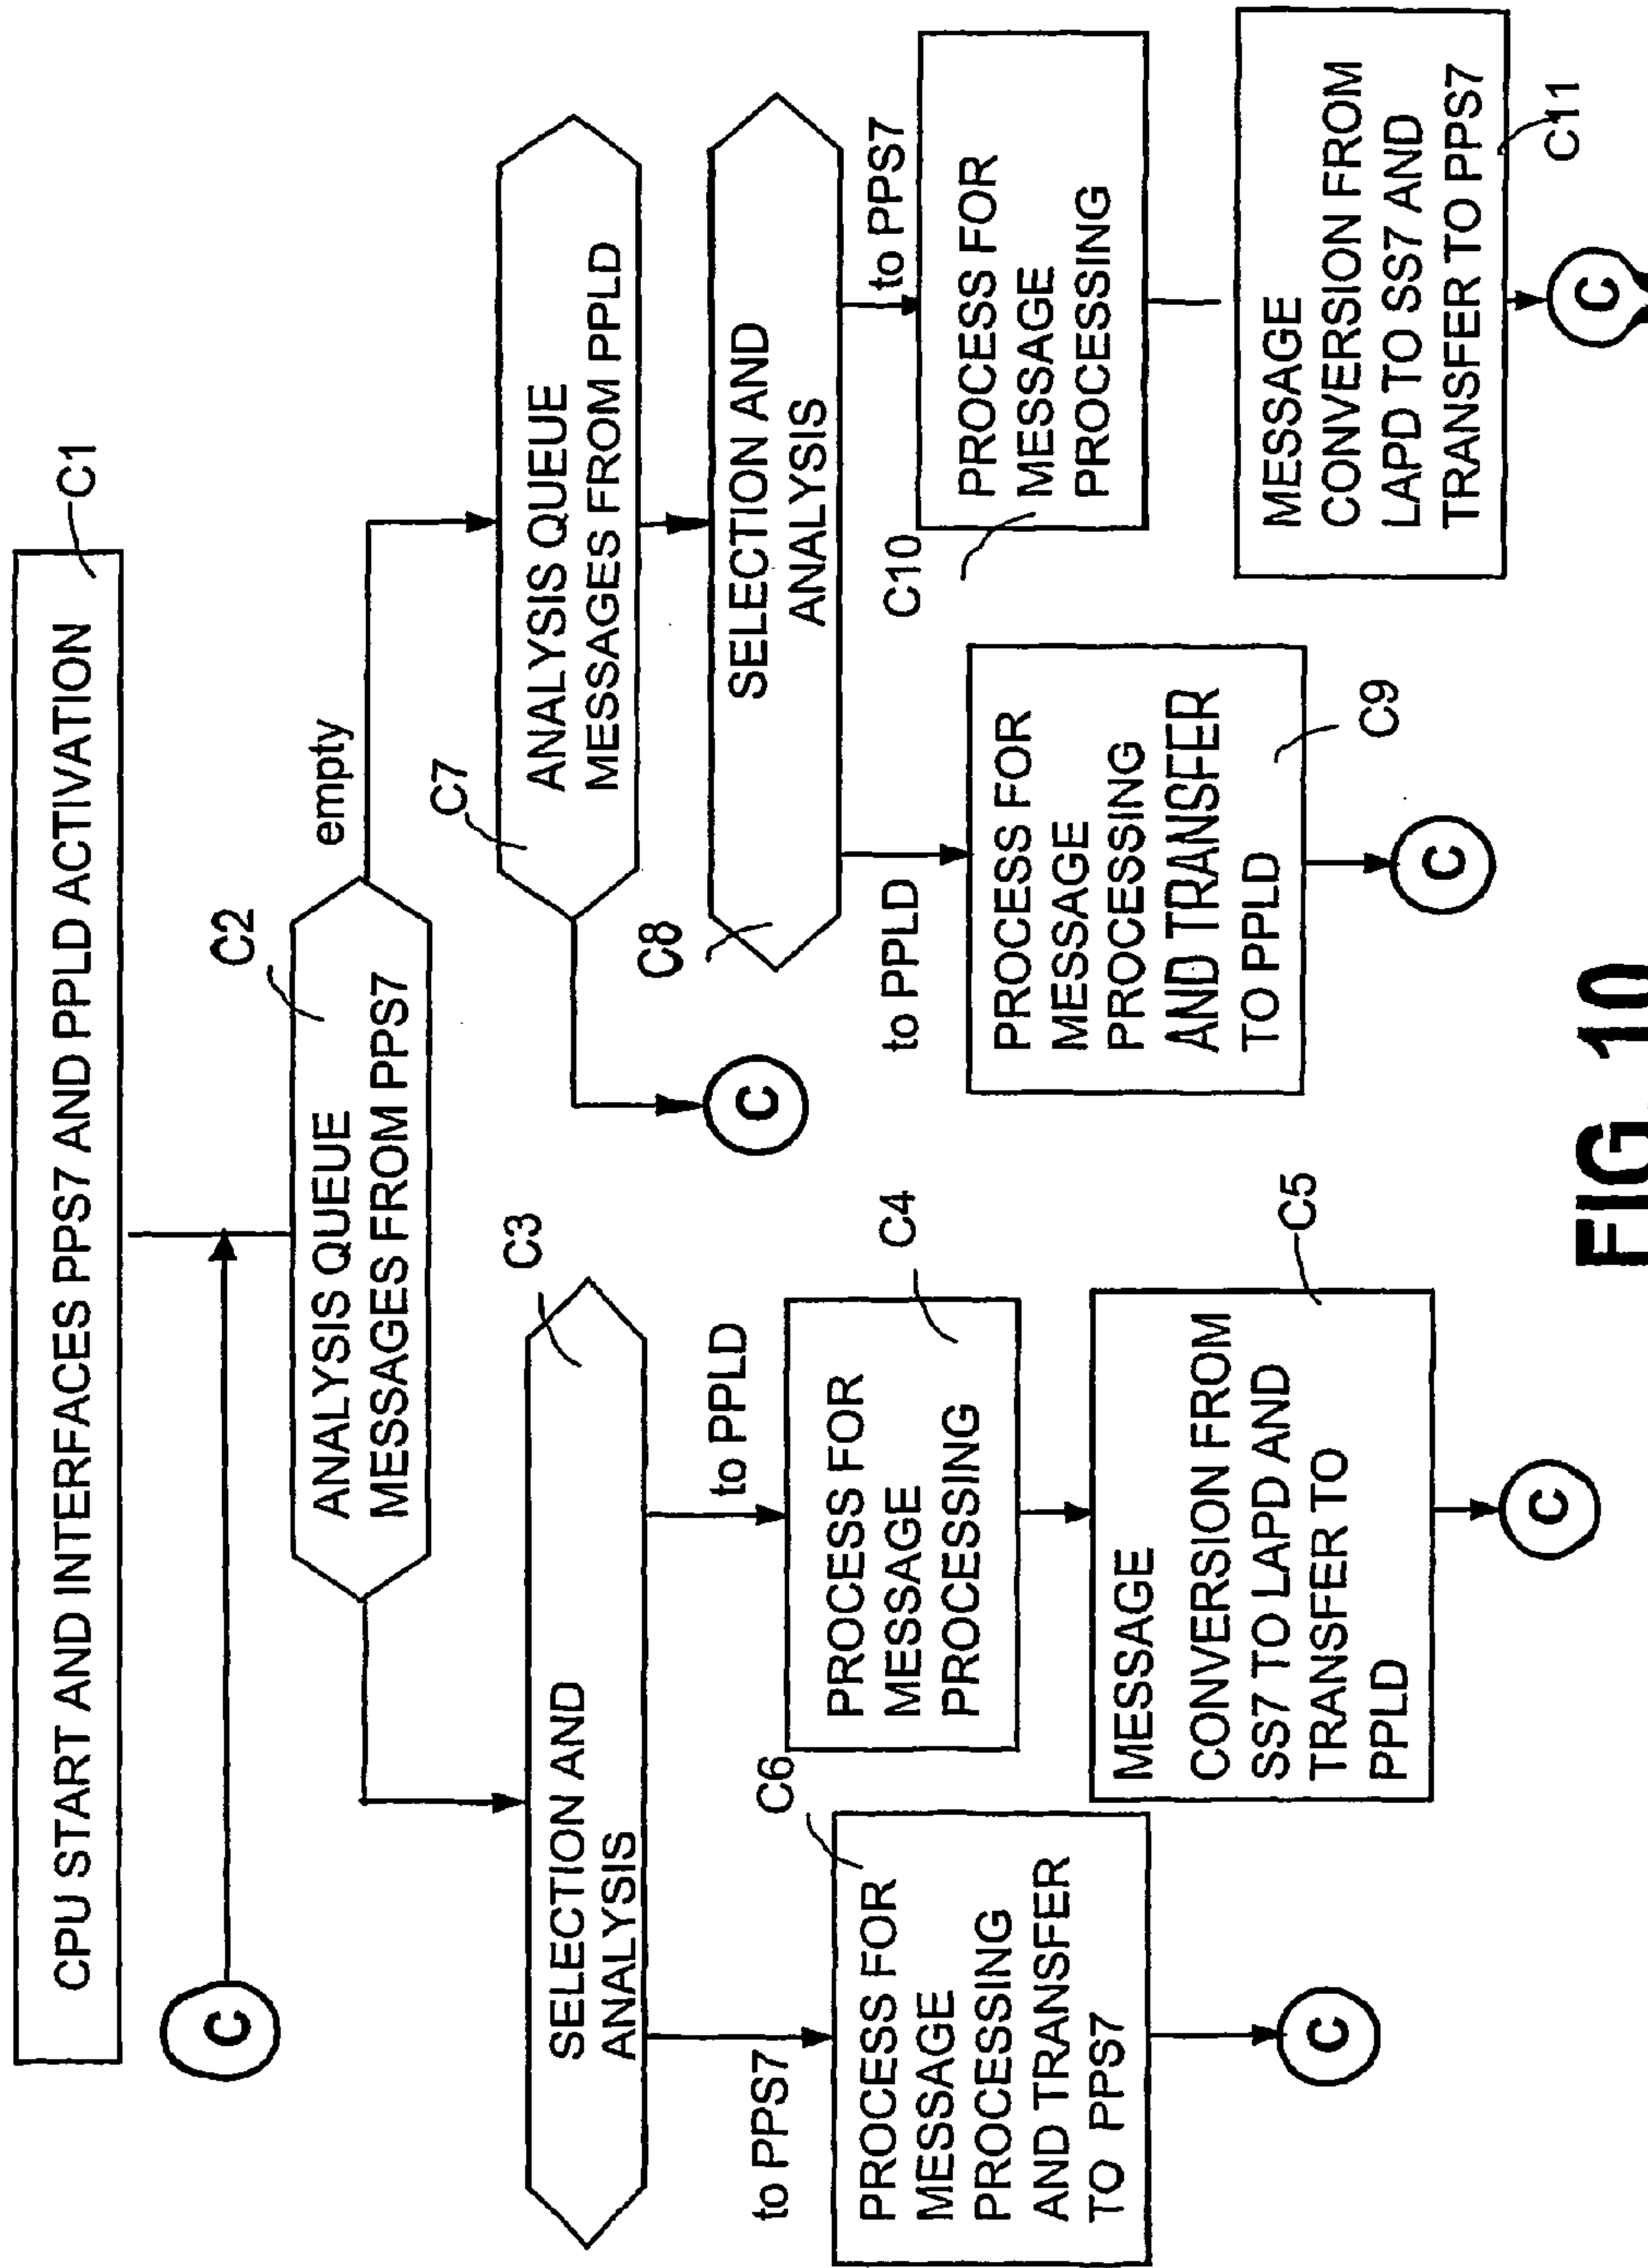 CPU START AND INTERFACES PPS7 AND PPLD ACTIVATION
C1
C
C2
ANALYSIS QUEUE
MESSAGES FROM PPS7
empty
C3
SELECTION AND
ANALYSIS
to PPS7
to PPLD
C6
PROCESS FOR
MESSAGE
PROCESSING
AND TRANSFER
TO PPS7
C
C4
PROCESS FOR
MESSAGE
PROCESSING
C5
MESSAGE
CONVERSION FROM
SS7 TO LAPD AND
TRANSFER TO
PPLD
C
C7
ANALYSIS QUEUE
MESSAGES FROM PPLD
C
C8
SELECTION AND
ANALYSIS
to PPLD
to PPS7
PROCESS FOR
MESSAGE
PROCESSING
AND TRANSFER
TO PPLD
C9
C
C10
PROCESS FOR
MESSAGE
PROCESSING
MESSAGE
CONVERSION FROM
LAPD TO SS7 AND
TRANSFER TO PPS7
C11
C
FIG. 10